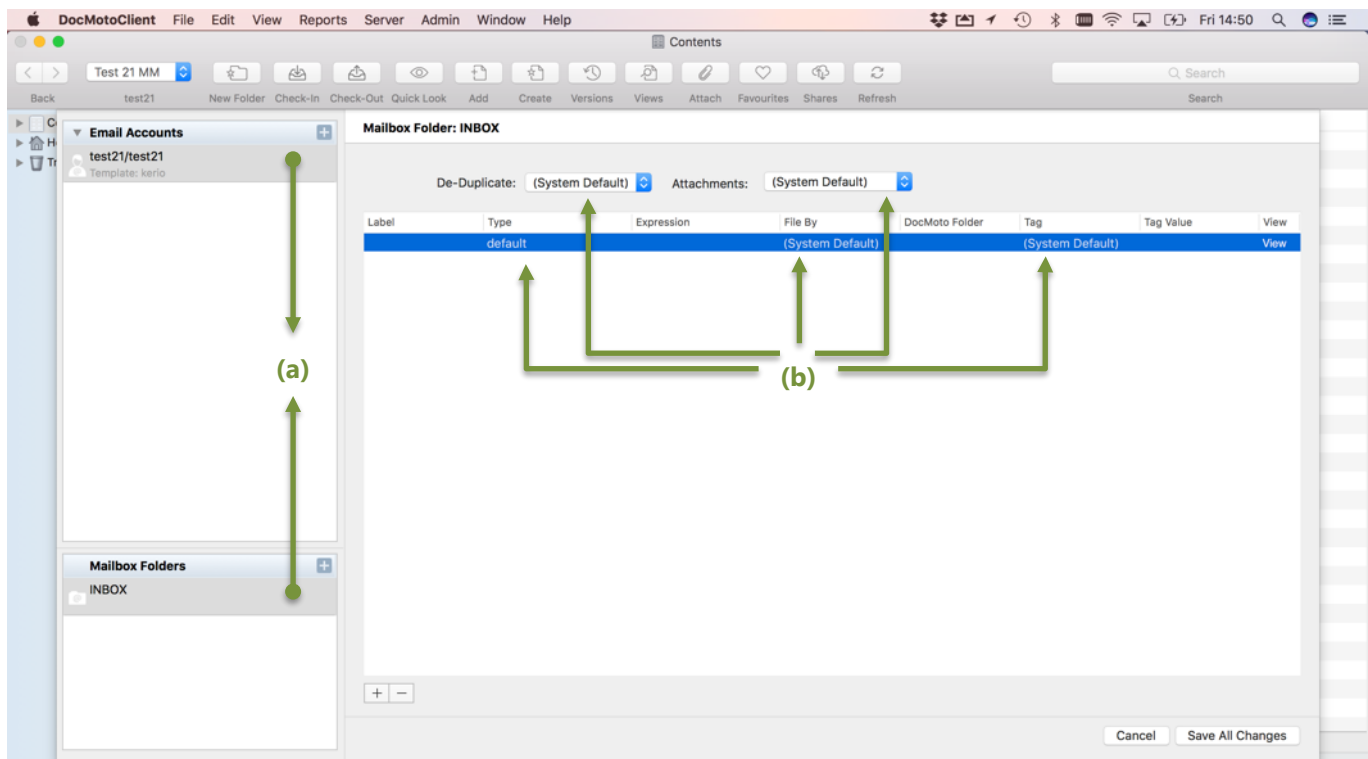 DocMotoClient File Edit View Reports Server Admin Window Help Fri 14:50
Contents
Test 21 MM Search
Back test21 New Folder Check-In Check-Out Quick Look Add Create Versions Views Attach Favourites Shares Refresh Search
Email Accounts
Mailbox Folder: INBOX
test21/test21
Template: kerio
De-Duplicate: (System Default) Attachments: (System Default)
Label Type Expression File By DocMoto Folder Tag Tag Value View
default (System Default) (System Default) View
(a)
(b)
Mailbox Folders
INBOX
+ −
Cancel Save All Changes